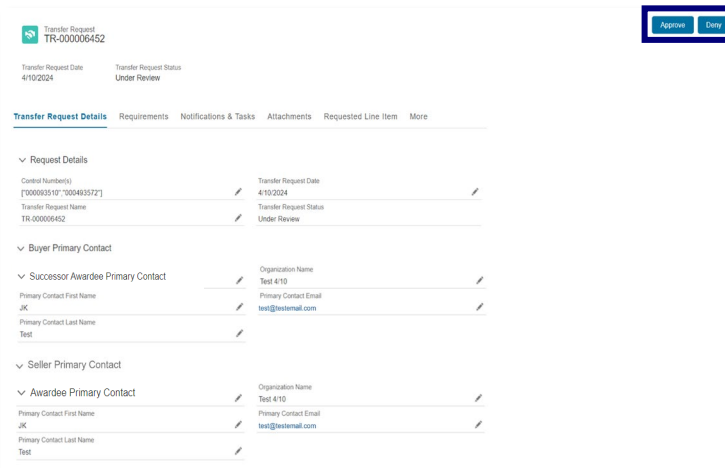 Transfer Request
TR-000006452
Approve Deny
Transfer Request Date Transfer Request Status
4/10/2024 Under Review
Transfer Request Details Requirements Notifications & Tasks Attachments Requested Line Item More
Request Details
Control Number(s) Transfer Request Date
["000093510","000493572"] 4/10/2024
Transfer Request Name Transfer Request Status
TR-000006452 Under Review
Buyer Primary Contact
Successor Awardee Primary Contact
Organization Name
Test 4/10
Primary Contact First Name Primary Contact Email
JK test@testemail.com
Primary Contact Last Name
Test
Seller Primary Contact
Awardee Primary Contact
Organization Name
Test 4/10
Primary Contact First Name Primary Contact Email
JK test@testemail.com
Primary Contact Last Name
Test